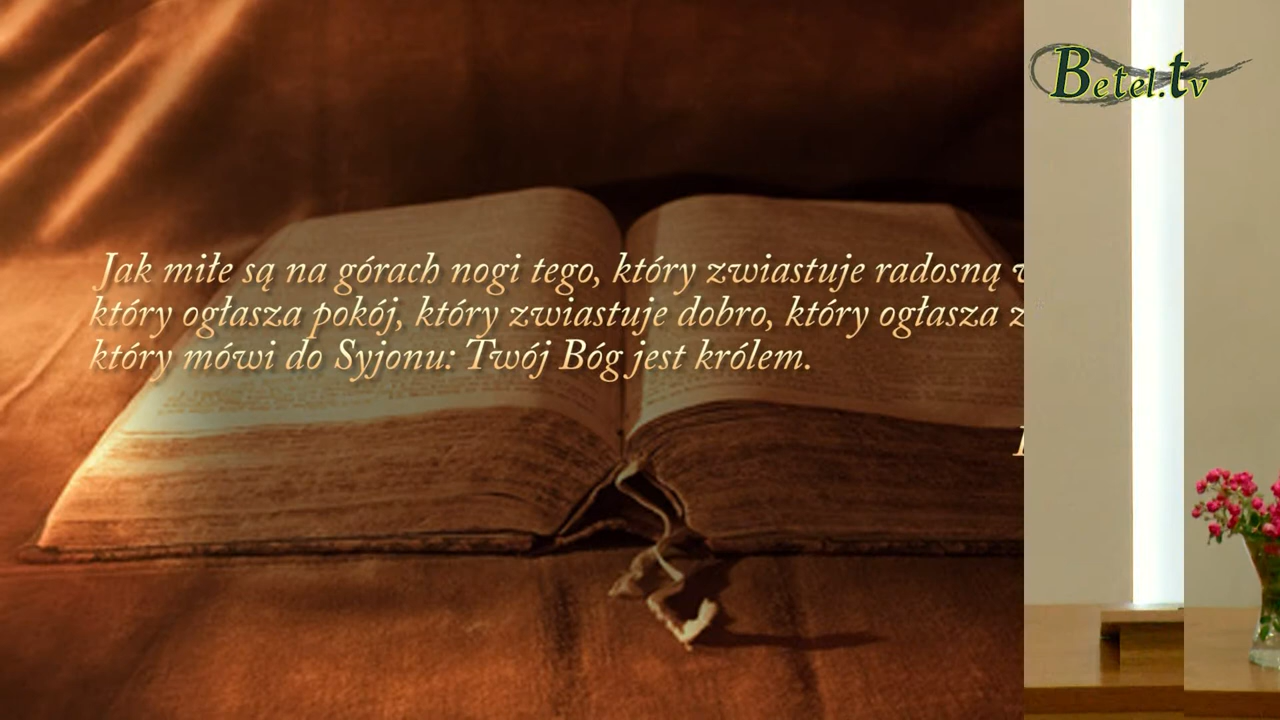 Betel.tv
Jak miłe są na górach nogi tego, który zwiastuje radosną
który ogłasza pokój, który zwiastuje dobro, który ogłasza
który mówi do Syjonu: Twój Bóg jest królem.